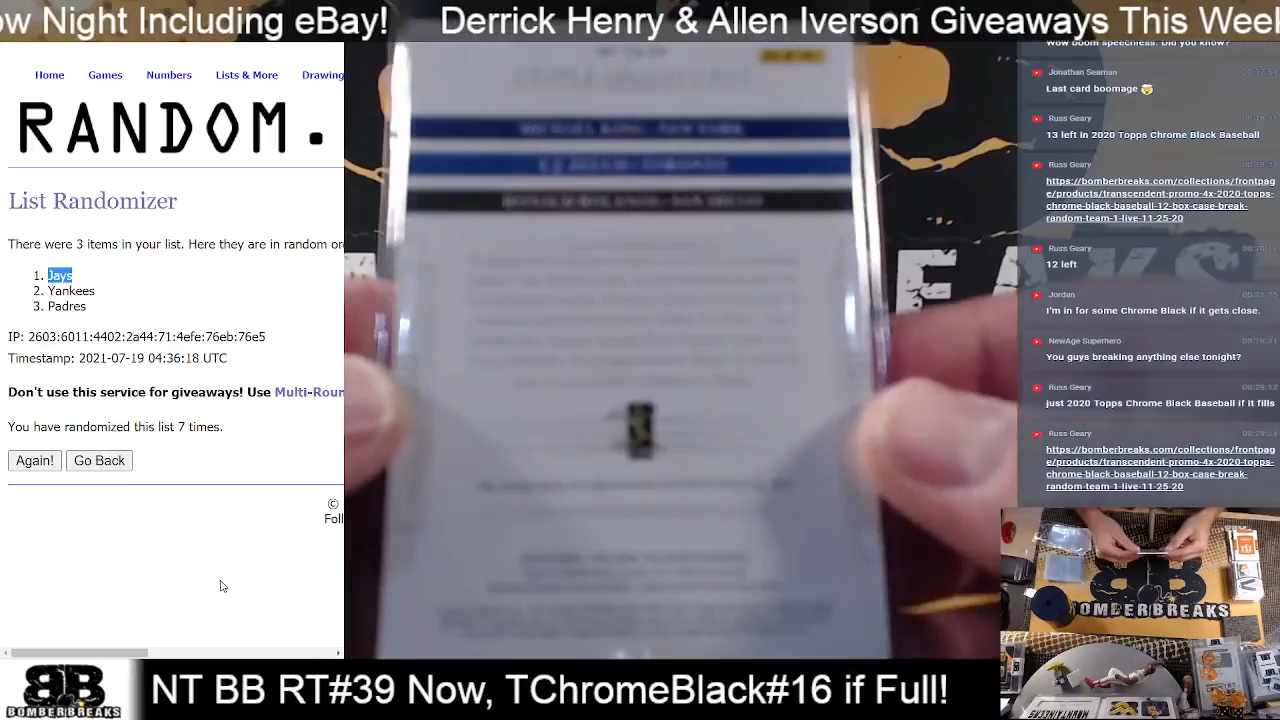 ow Night Including eBay!
Derrick Henry & Allen Iverson Giveaways This Week
Home Games Numbers Lists & More Drawing
RANDOM.
List Randomizer
There were 3 items in your list. Here they are in random or
1. Jays
2. Yankees
3. Padres
IP: 2603:6011:4402:2a44:71:4efe:76eb:76e5
Timestamp: 2021-07-19 04:36:18 UTC
Don't use this service for giveaways! Use Multi-Roun
You have randomized this list 7 times.
Again! Go Back
©
Foll
Wow boom speechless. Did you know?
Jonathan Seaman
Last card boomage 🤯
Russ Geary
13 left in 2020 Topps Chrome Black Baseball
Russ Geary
https://bomberbreaks.com/collections/frontpag
e/products/transcendent-promo-4x-2020-topps-
chrome-black-baseball-12-box-case-break-
random-team-1-live-11-25-20
Russ Geary
12 left
Jordan
I'm in for some Chrome Black if it gets close.
NewAge Superhero
You guys breaking anything else tonight?
Russ Geary
just 2020 Topps Chrome Black Baseball if it fills
Russ Geary
https://bomberbreaks.com/collections/frontpag
e/products/transcendent-promo-4x-2020-topps-
chrome-black-baseball-12-box-case-break-
random-team-1-live-11-25-20
BOMBERBREAKS
BB
BOMBERBREAKS
NT BB RT#39 Now, TChromeBlack#16 if Full!